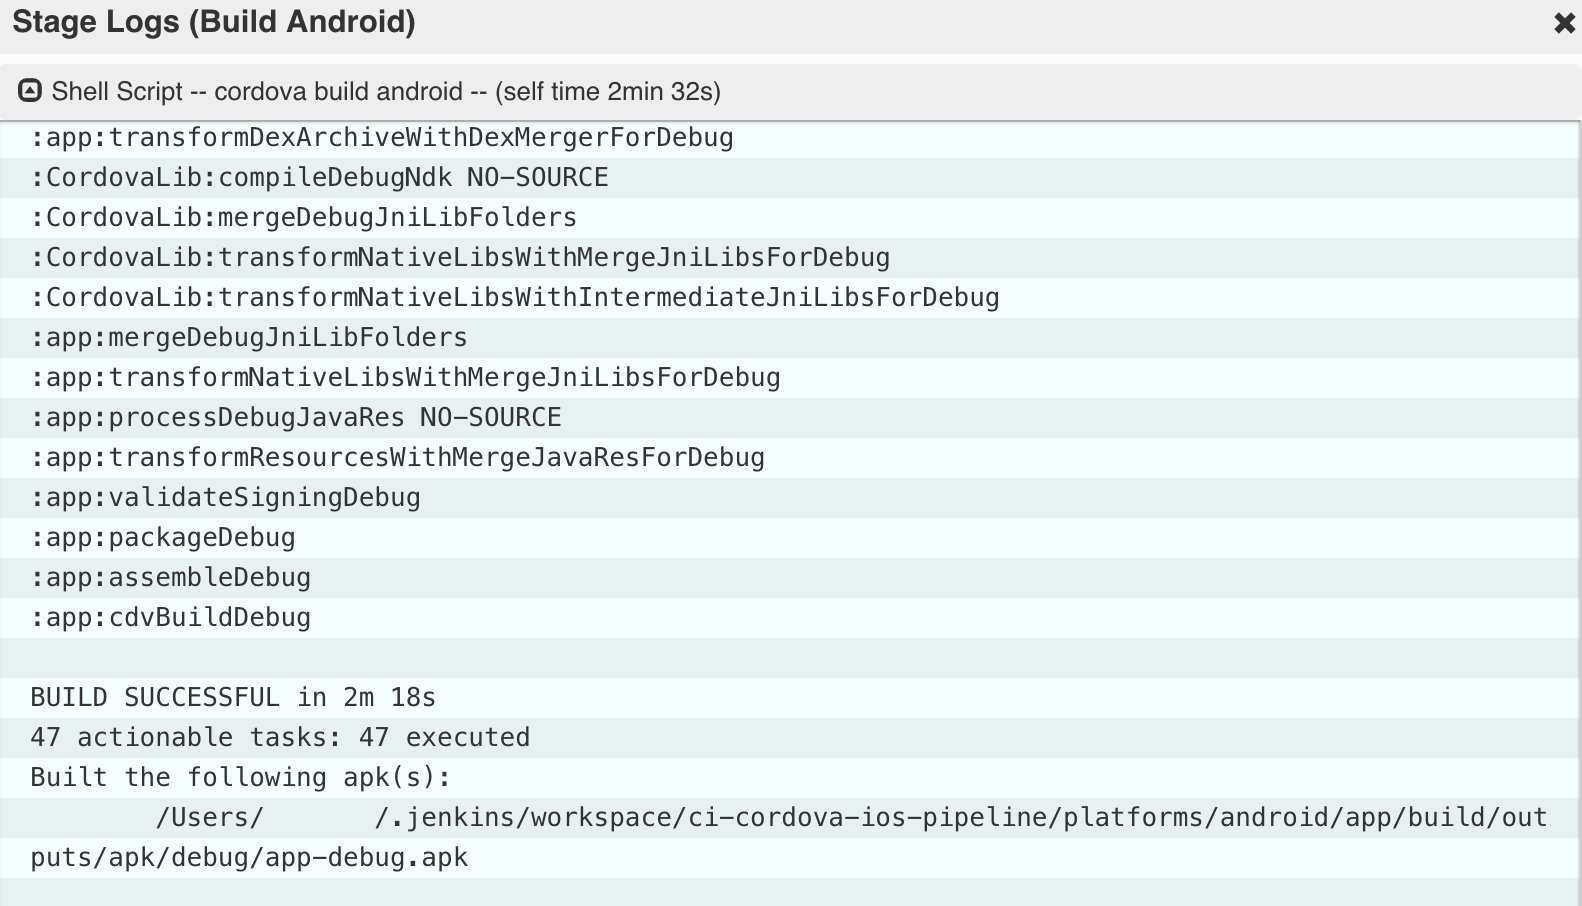 Stage Logs (Build Android)
Shell Script -- cordova build android -- (self time 2min 32s)
:app:transformDexArchiveWithDexMergerForDebug
:CordovaLib:compileDebugNdk NO-SOURCE
:CordovaLib:mergeDebugJniLibFolders
:CordovaLib:transformNativeLibsWithMergeJniLibsForDebug
:CordovaLib:transformNativeLibsWithIntermediateJniLibsForDebug
:app:mergeDebugJniLibFolders
:app:transformNativeLibsWithMergeJniLibsForDebug
:app:processDebugJavaRes NO-SOURCE
:app:transformResourcesWithMergeJavaResForDebug
:app:validateSigningDebug
:app:packageDebug
:app:assembleDebug
:app:cdvBuildDebug
BUILD SUCCESSFUL in 2m 18s
47 actionable tasks: 47 executed
Built the following apk(s):
/Users/       /.jenkins/workspace/ci-cordova-ios-pipeline/platforms/android/app/build/out
puts/apk/debug/app-debug.apk